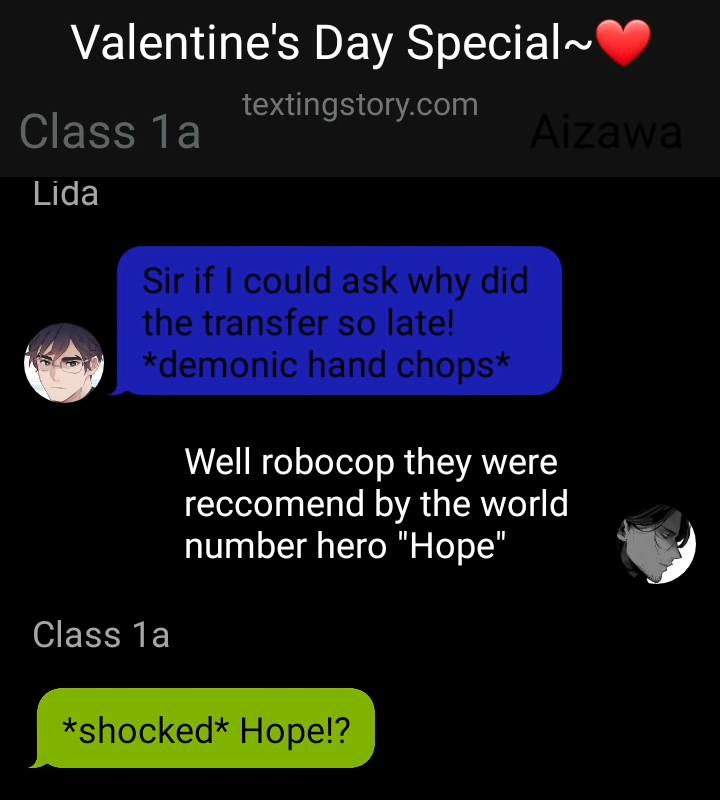 Valentine's Day Special~❤️
textingstory.com
Class 1a
Aizawa
Lida
Sir if I could ask why did
the transfer so late!
*demonic hand chops*
Well robocop they were
reccomend by the world
number hero "Hope"
Class 1a
*shocked* Hope!?